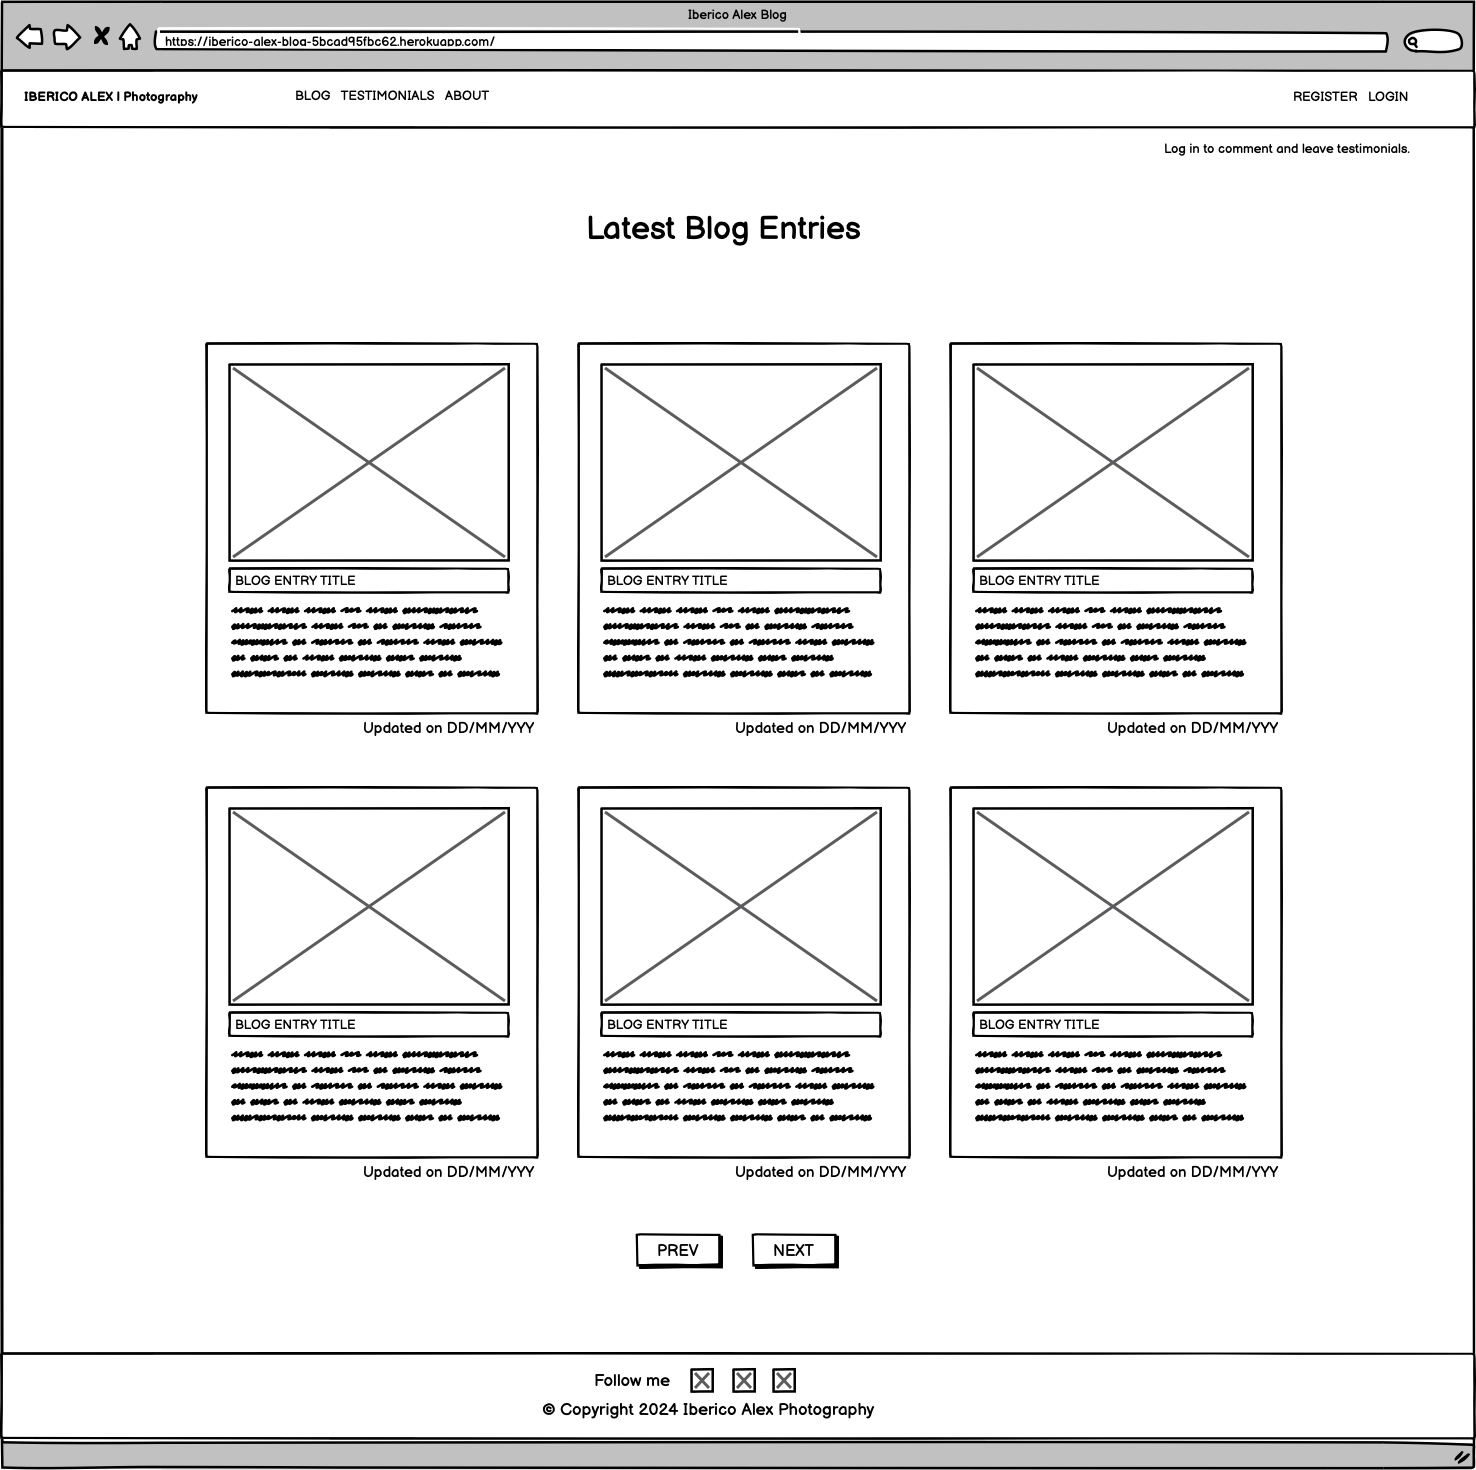 Iberico Alex Blog
https://iberico-alex-blog-5bcad95fbc62.herokuapp.com/
IBERICO ALEX | Photography BLOG TESTIMONIALS ABOUT REGISTER LOGIN
Log in to comment and leave testimonials.
Latest Blog Entries
BLOG ENTRY TITLE BLOG ENTRY TITLE BLOG ENTRY TITLE
Updated on DD/MM/YYY Updated on DD/MM/YYY Updated on DD/MM/YYY
BLOG ENTRY TITLE BLOG ENTRY TITLE BLOG ENTRY TITLE
Updated on DD/MM/YYY Updated on DD/MM/YYY Updated on DD/MM/YYY
PREV NEXT
Follow me
© Copyright 2024 Iberico Alex Photography